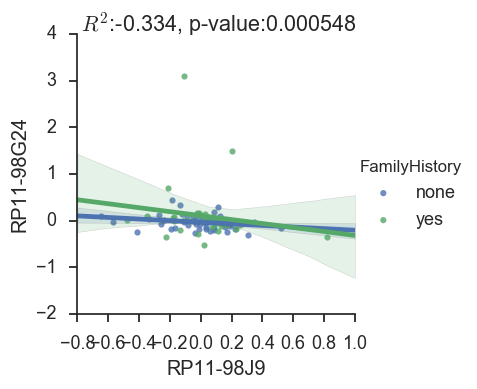 R²:-0.334, p-value:0.000548
4
3
2
1
0
−1
−2
RP11-98G24
−0.8−0.6−0.4−0.2 0.0 0.2 0.4 0.6 0.8 1.0
RP11-98J9
FamilyHistory
none
yes